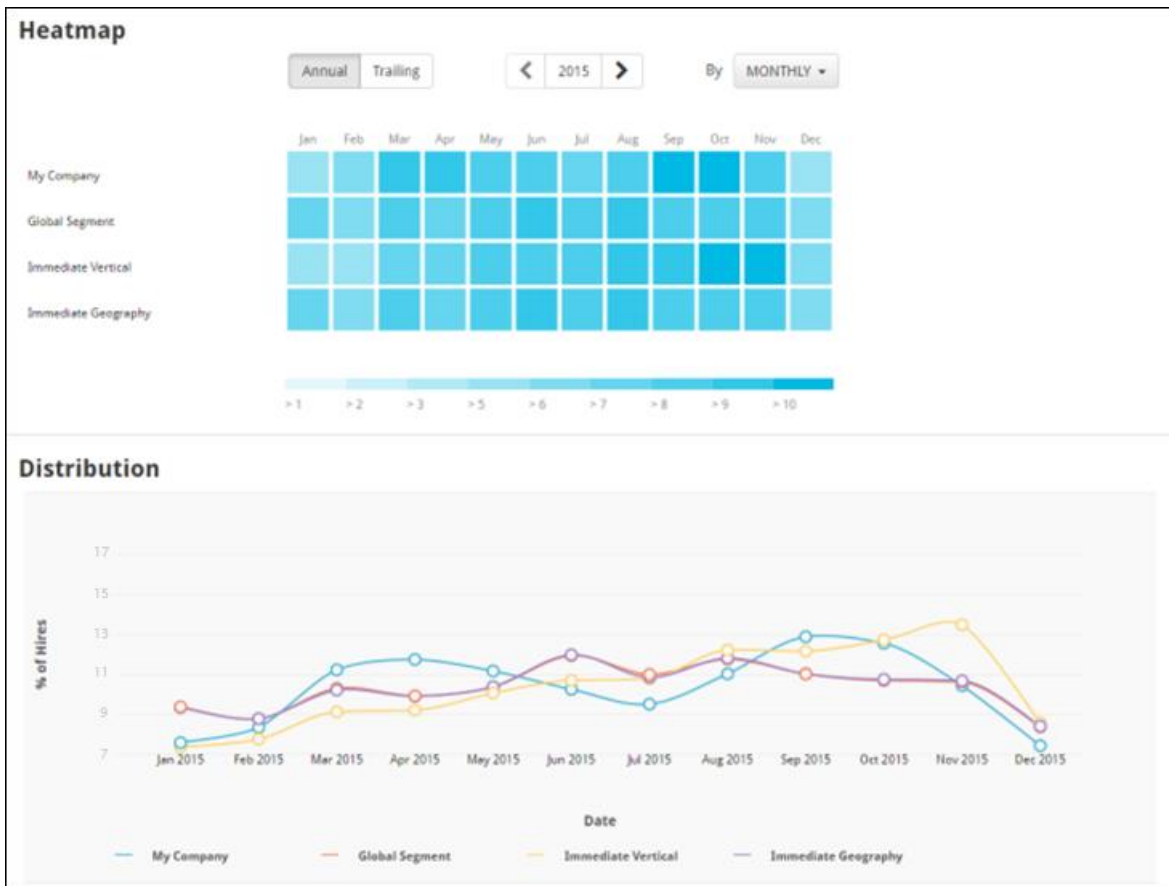 Heatmap
Annual Trailing 2015 By MONTHLY
Jan Feb Mar Apr May Jun Jul Aug Sep Oct Nov Dec
My Company
Global Segment
Immediate Vertical
Immediate Geography
> 1 > 2 > 3 > 5 > 6 > 7 > 8 > 9 > 10
Distribution
17
15
13
11
9
7
% of Hires
Jan 2015 Feb 2015 Mar 2015 Apr 2015 May 2015 Jun 2015 Jul 2015 Aug 2015 Sep 2015 Oct 2015 Nov 2015 Dec 2015
Date
My Company Global Segment Immediate Vertical Immediate Geography